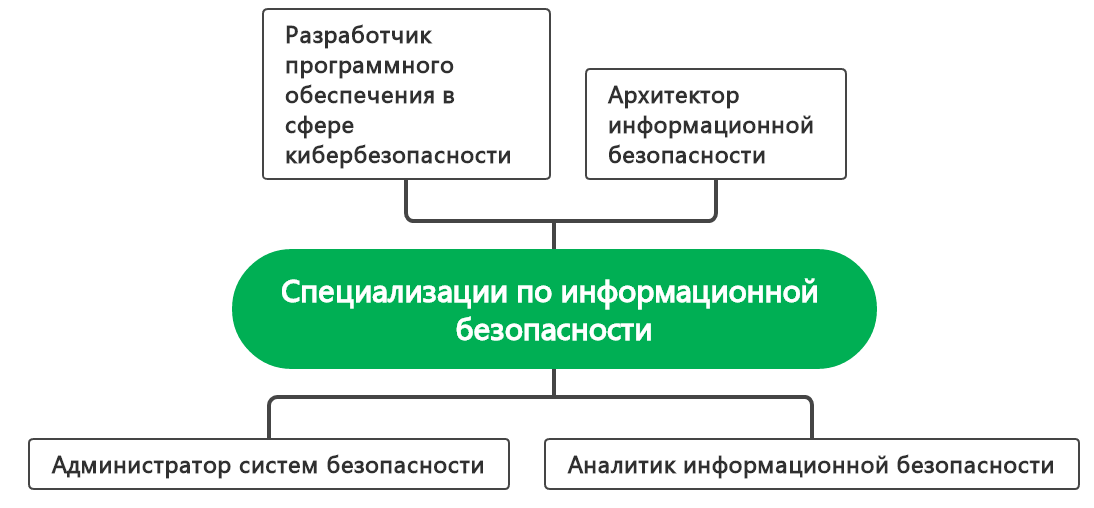 Разработчик
программного
обеспечения в
сфере
кибербезопасности
Архитектор
информационной
безопасности
Специализации по информационной
безопасности
Администратор систем безопасности
Аналитик информационной безопасности